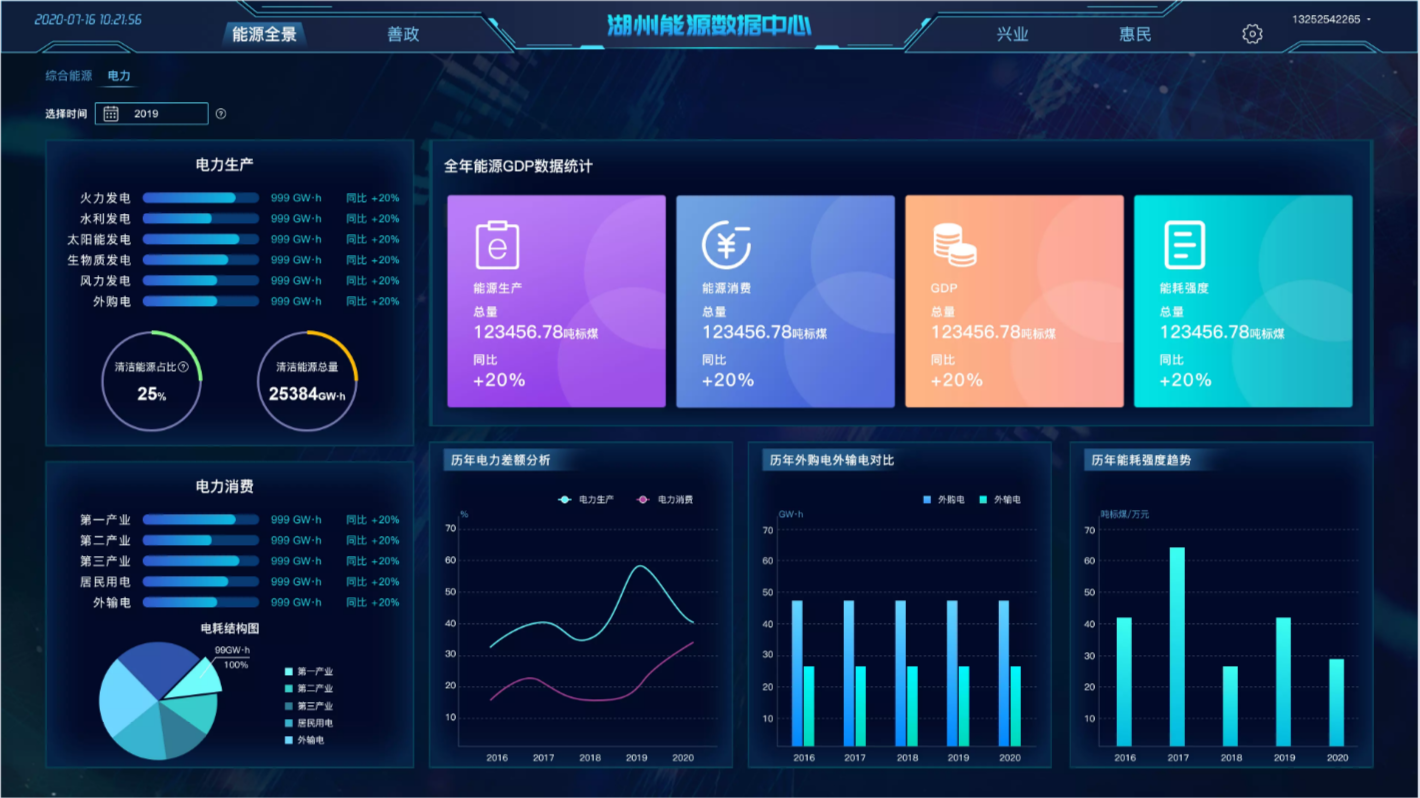 2020-07-16 10:21:56
能源全景
善政
湖州能源数据中心
兴业
惠民
13252542265
综合能源 电力
选择时间 2019
电力生产
火力发电 999 GW·h 同比 +20%
水利发电 999 GW·h 同比 +20%
太阳能发电 999 GW·h 同比 +20%
生物质发电 999 GW·h 同比 +20%
风力发电 999 GW·h 同比 +20%
外购电 999 GW·h 同比 +20%
清洁能源占比
25%
清洁能源总量
25384GW·h
电力消费
第一产业 999 GW·h 同比 +20%
第二产业 999 GW·h 同比 +20%
第三产业 999 GW·h 同比 +20%
居民用电 999 GW·h 同比 +20%
外输电 999 GW·h 同比 +20%
电耗结构图
99GW·h
100%
第一产业
第二产业
第三产业
居民用电
外输电
全年能源GDP数据统计
能源生产
总量
123456.78吨标煤
同比
+20%
能源消费
总量
123456.78吨标煤
同比
+20%
GDP
总量
123456.78吨标煤
同比
+20%
能耗强度
总量
123456.78吨标煤
同比
+20%
历年电力差额分析
电力生产 电力消费
%
70
60
50
40
30
20
10
2016 2017 2018 2019 2020
历年外购电外输电对比
外购电 外输电
GW·h
70
60
50
40
30
20
10
2016 2017 2018 2019 2020
历年能耗强度趋势
吨标煤/万元
70
60
50
40
30
20
10
2016 2017 2018 2019 2020